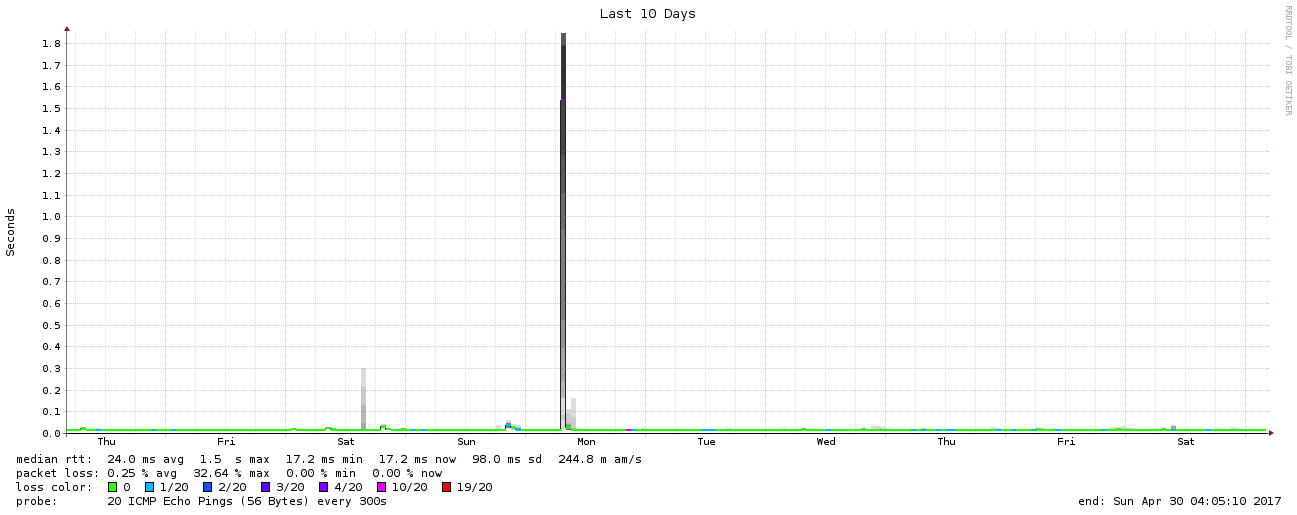 Last 10 Days
RRDTOOL / TOBI OETIKER
Seconds
1.8
1.7
1.6
1.5
1.4
1.3
1.2
1.1
1.0
0.9
0.8
0.7
0.6
0.5
0.4
0.3
0.2
0.1
0.0
Thu Fri Sat Sun Mon Tue Wed Thu Fri Sat
median rtt: 24.0 ms avg 1.5 s max 17.2 ms min 17.2 ms now 98.0 ms sd 244.8 m am/s
packet loss: 0.25 % avg 32.64 % max 0.00 % min 0.00 % now
loss color: 0 1/20 2/20 3/20 4/20 10/20 19/20
probe: 20 ICMP Echo Pings (56 Bytes) every 300s end: Sun Apr 30 04:05:10 2017